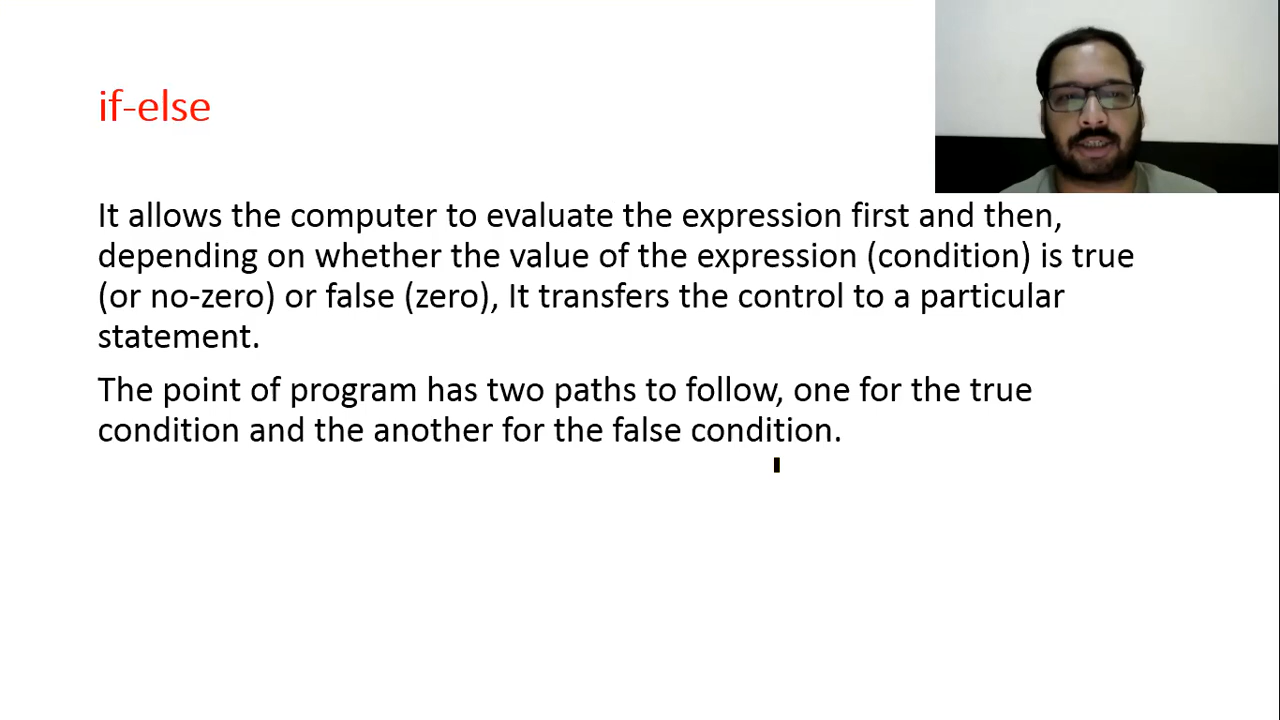 if-else
It allows the computer to evaluate the expression first and then,
depending on whether the value of the expression (condition) is true
(or no-zero) or false (zero), It transfers the control to a particular
statement.
The point of program has two paths to follow, one for the true
condition and the another for the false condition.